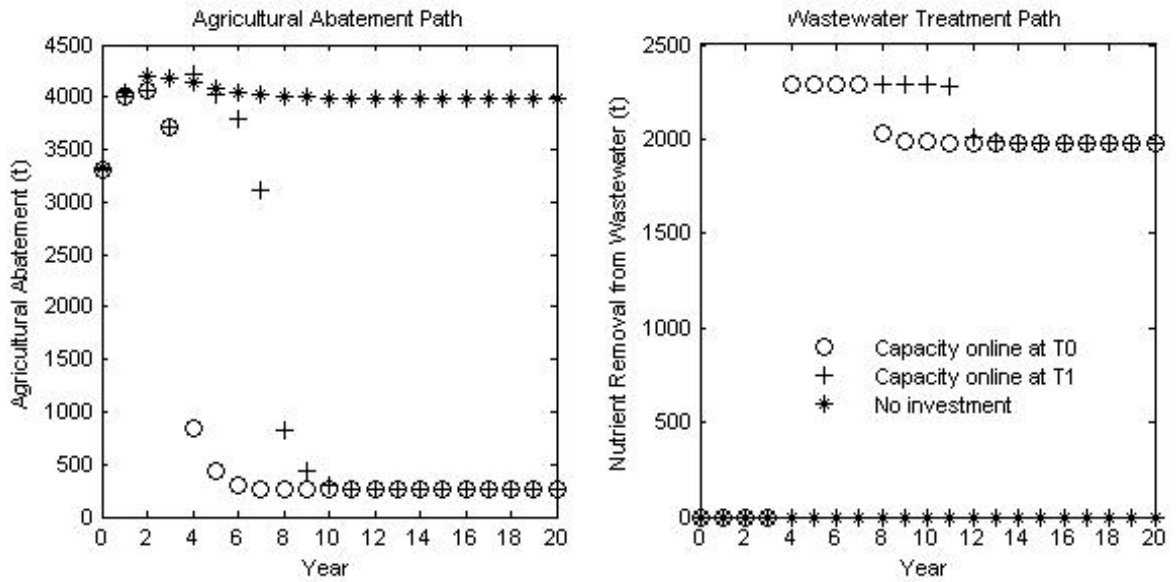 Agricultural Abatement Path
4500
4000
3500
3000
2500
2000
1500
1000
500
0
Agricultural Abatement (t)
0 2 4 6 8 10 12 14 16 18 20
Year
Wastewater Treatment Path
2500
2000
1500
1000
500
0
Nutrient Removal from Wastewater (t)
Capacity online at T0
Capacity online at T1
No investment
0 2 4 6 8 10 12 14 16 18 20
Year